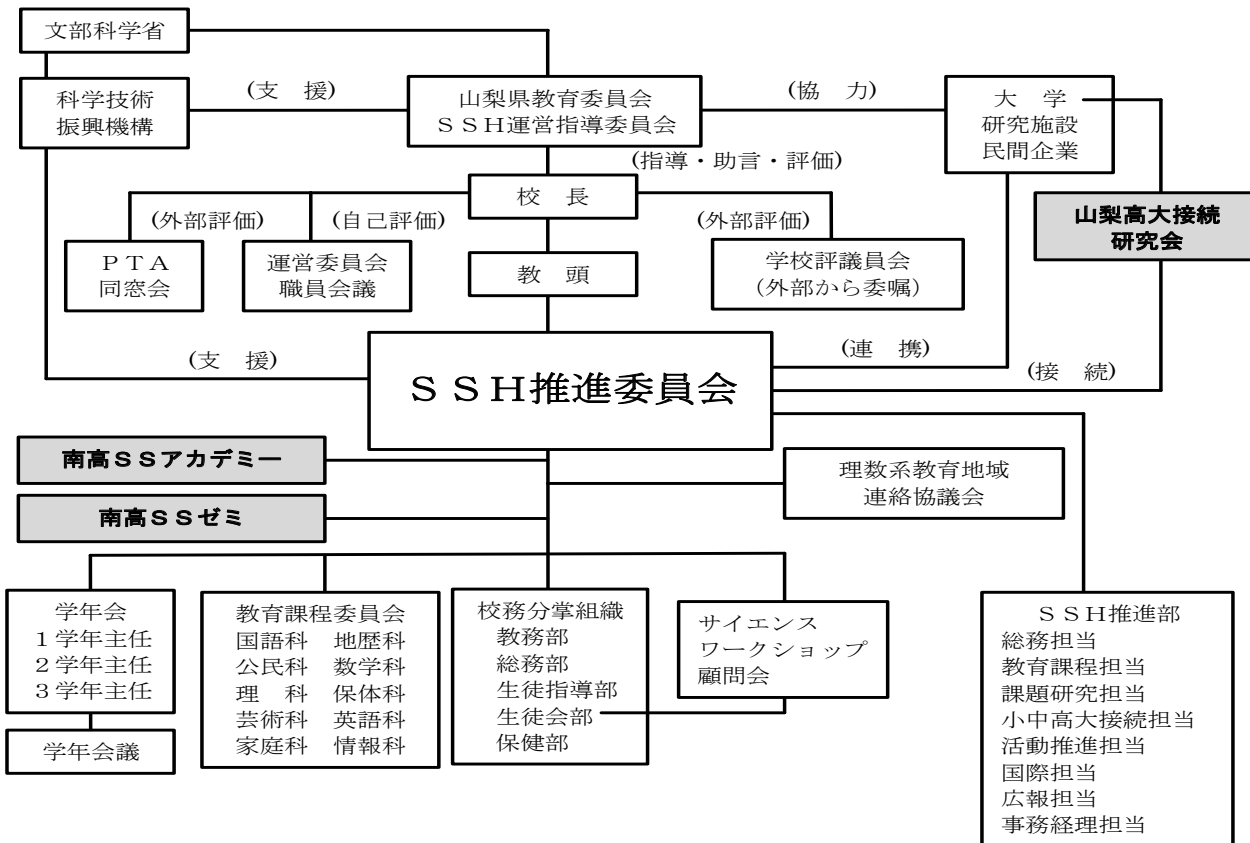 文部科学省
科学技術
振興機構
(支　援)
山梨県教育委員会
ＳＳＨ運営指導委員会
(協　力)
大　学
研究施設
民間企業
(指導・助言・評価)
校　長
(外部評価)
(自己評価)
(外部評価)
山梨高大接続
研究会
ＰＴＡ
同窓会
運営委員会
職員会議
教　頭
学校評議員会
(外部から委嘱)
(支　援)
ＳＳＨ推進委員会
(連　携)
(接　続)
南高ＳＳアカデミー
南高ＳＳゼミ
理数系教育地域
連絡協議会
学年会
１学年主任
２学年主任
３学年主任
学年会議
教育課程委員会
国語科　地歴科
公民科　数学科
理　科　保体科
芸術科　英語科
家庭科　情報科
校務分掌組織
教務部
総務部
生徒指導部
生徒会部
保健部
サイエンス
ワークショップ
顧問会
ＳＳＨ推進部
総務担当
教育課程担当
課題研究担当
小中高大接続担当
活動推進担当
国際担当
広報担当
事務経理担当